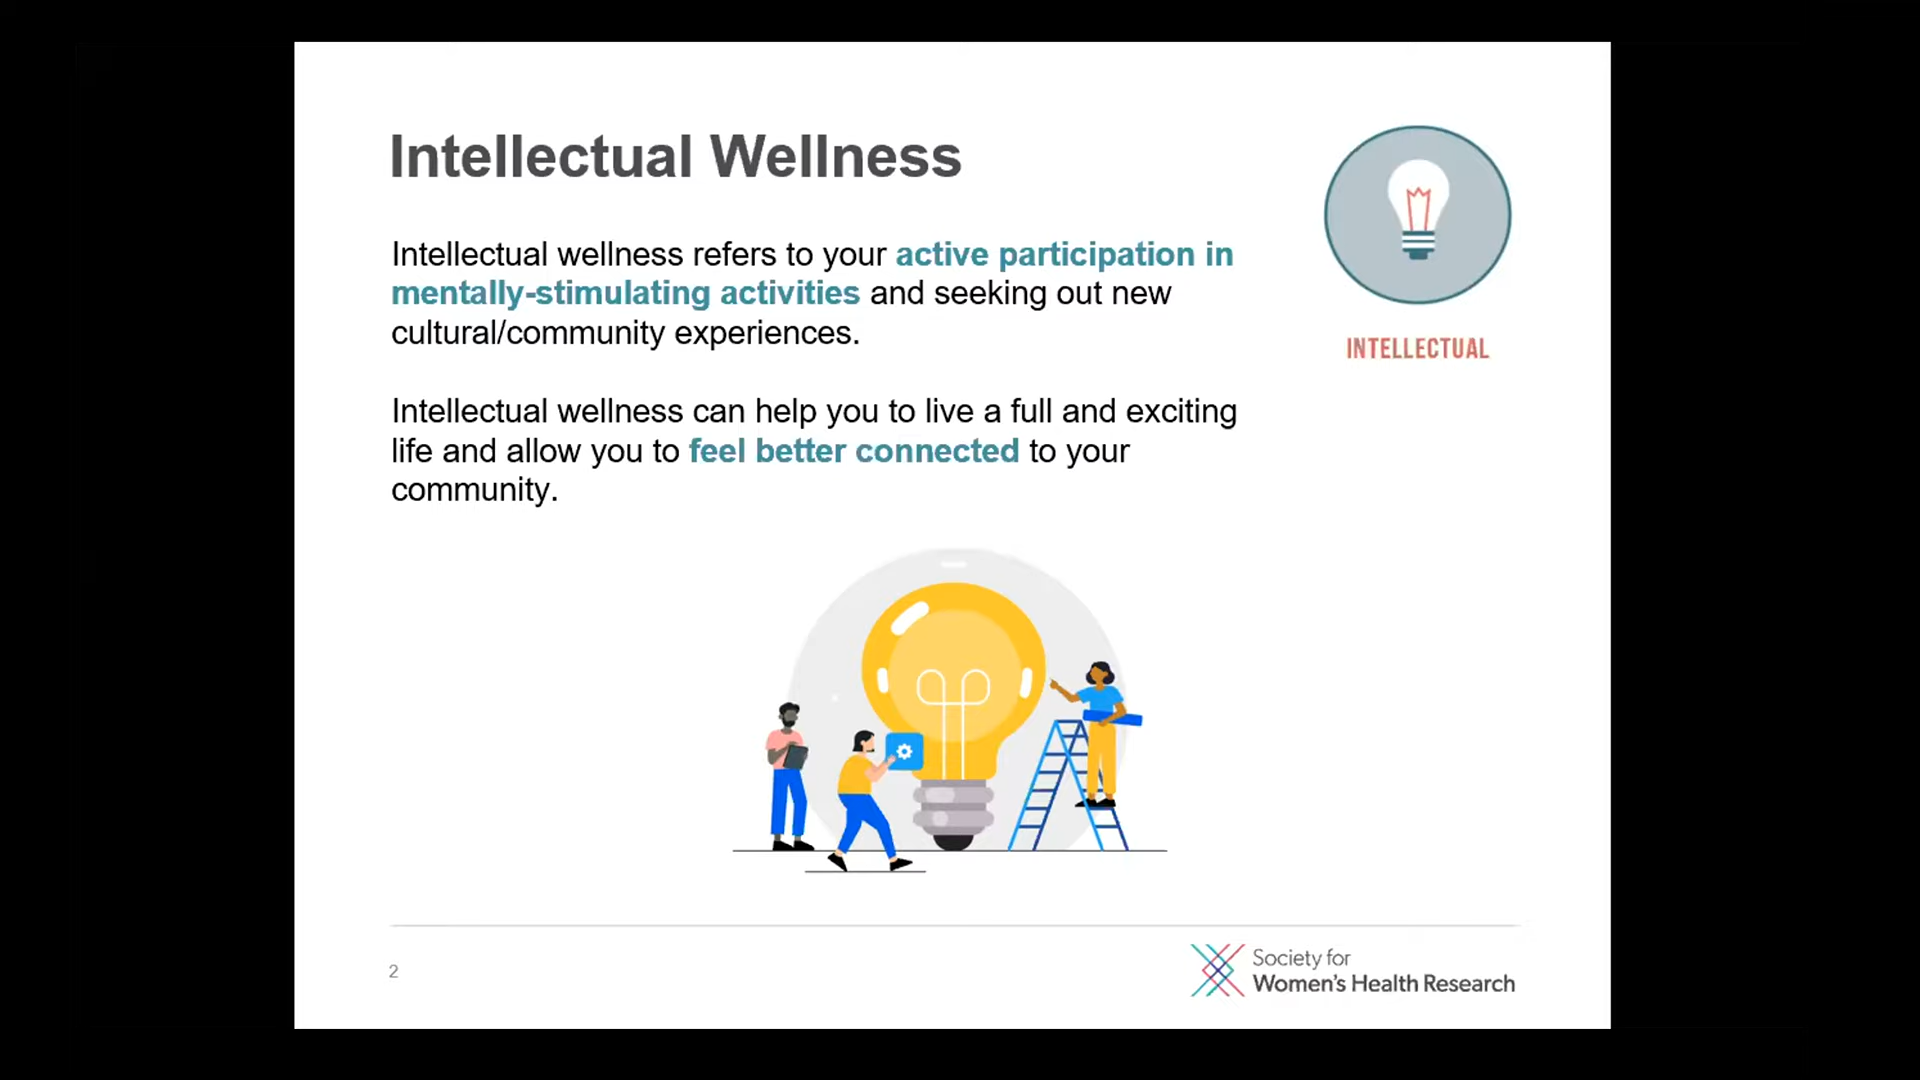 Intellectual Wellness
Intellectual wellness refers to your active participation in
mentally-stimulating activities and seeking out new
cultural/community experiences.
Intellectual wellness can help you to live a full and exciting
life and allow you to feel better connected to your
community.
INTELLECTUAL
2
Society for
Women's Health Research